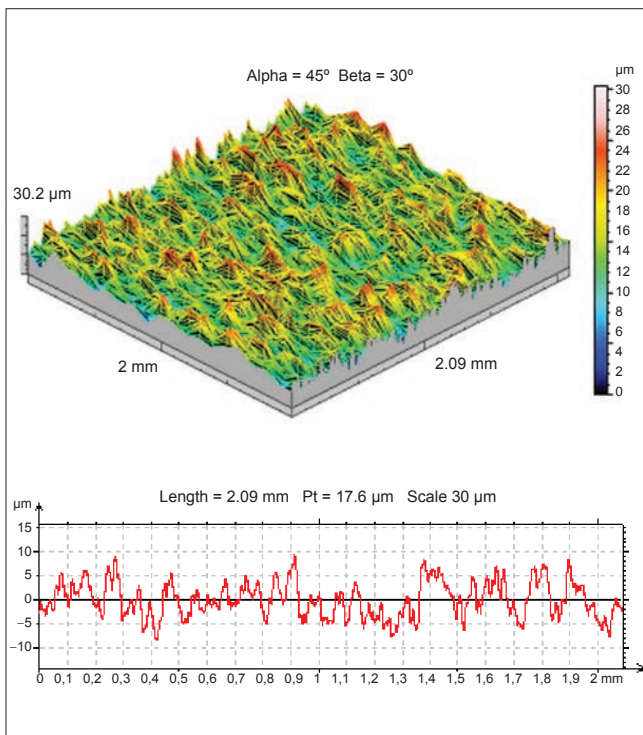 Alpha = 45º Beta = 30º
µm
30
28
26
24
22
20
18
16
14
12
10
8
6
4
2
0
30.2 µm
2 mm
2.09 mm
Length = 2.09 mm Pt = 17.6 µm Scale 30 µm
µm
15
10
5
0
−5
−10
0 0,1 0,2 0,3 0,4 0,5 0,6 0,7 0,8 0,9 1 1,1 1,2 1,3 1,4 1,5 1,6 1,7 1,8 1,9 2 mm